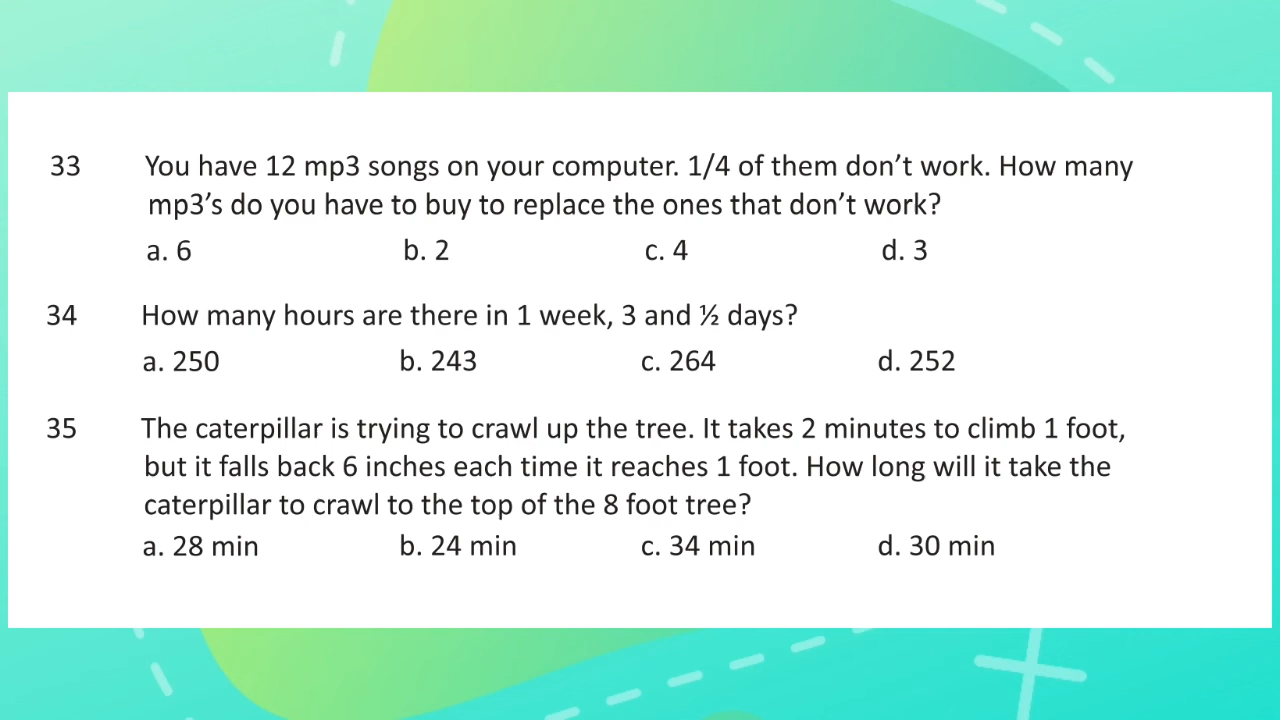 33 You have 12 mp3 songs on your computer. 1/4 of them don’t work. How many
mp3’s do you have to buy to replace the ones that don’t work?
a. 6 b. 2 c. 4 d. 3
34 How many hours are there in 1 week, 3 and ½ days?
a. 250 b. 243 c. 264 d. 252
35 The caterpillar is trying to crawl up the tree. It takes 2 minutes to climb 1 foot,
but it falls back 6 inches each time it reaches 1 foot. How long will it take the
caterpillar to crawl to the top of the 8 foot tree?
a. 28 min b. 24 min c. 34 min d. 30 min